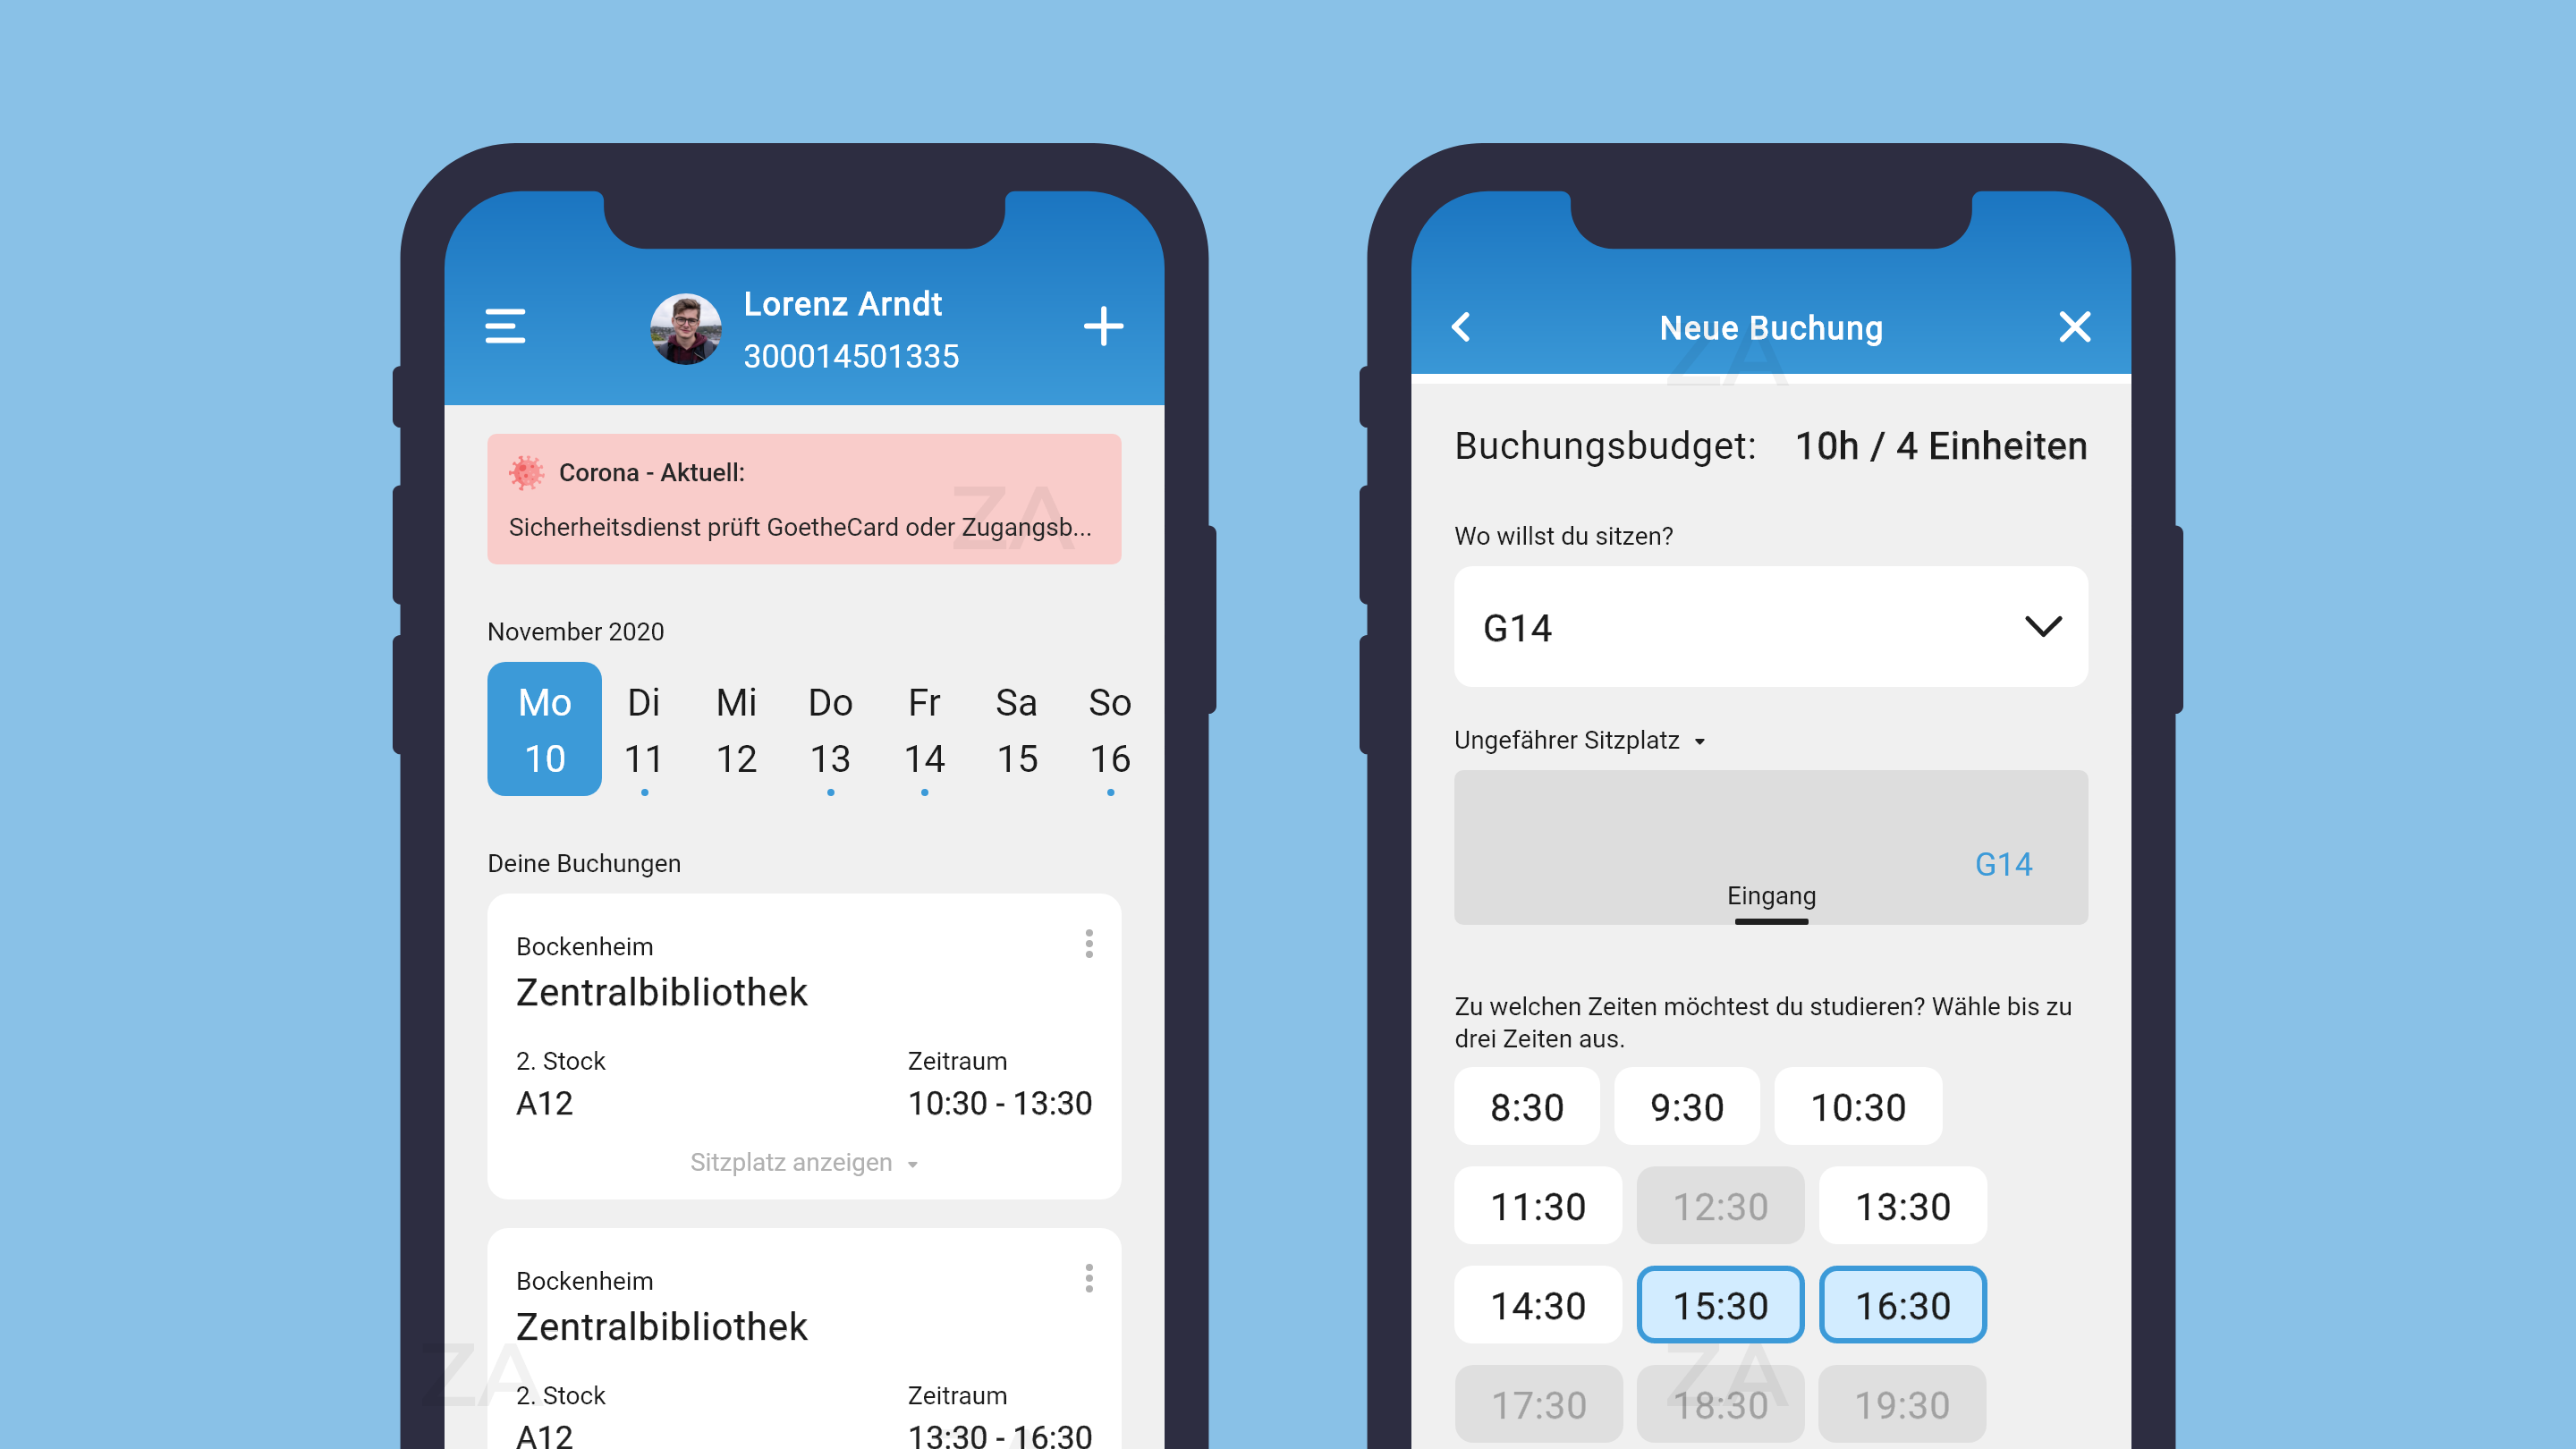 Lorenz Arndt
300014501335
Corona - Aktuell:
Sicherheitsdienst prüft GoetheCard oder Zugangsb...
November 2020
Mo Di Mi Do Fr Sa So
10 11 12 13 14 15 16
Deine Buchungen
Bockenheim
Zentralbibliothek
2. Stock Zeitraum
A12 10:30 - 13:30
Sitzplatz anzeigen
Bockenheim
Zentralbibliothek
2. Stock Zeitraum
A12 13:30 - 16:30
Neue Buchung
Buchungsbudget: 10h / 4 Einheiten
Wo willst du sitzen?
G14
Ungefährer Sitzplatz
G14
Eingang
Zu welchen Zeiten möchtest du studieren? Wähle bis zu
drei Zeiten aus.
8:30 9:30 10:30
11:30 12:30 13:30
14:30 15:30 16:30
17:30 18:30 19:30
ZA
ZA
ZA
ZA